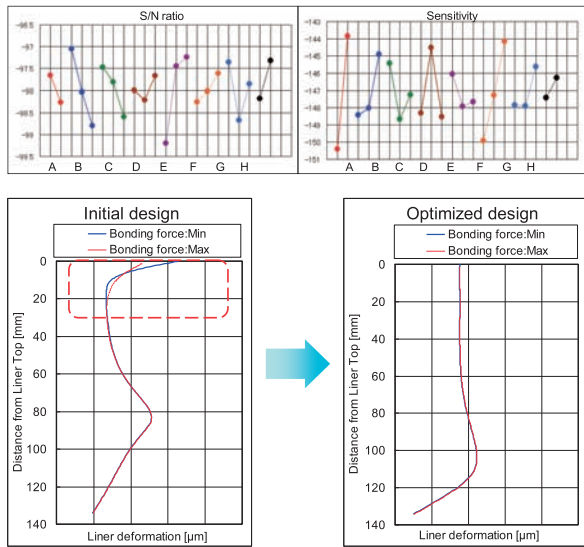 S/N ratio
-96.5
-97
-97.5
-98
-98.5
-99
-99.5
A B C D E F G H
Sensitivity
-143
-144
-145
-146
-147
-148
-149
-150
-151
A B C D E F G H
Initial design
Bonding force:Min
Bonding force:Max
Distance from Liner Top [mm]
0
20
40
60
80
100
120
140
Liner deformation [µm]
Optimized design
Bonding force:Min
Bonding force:Max
Distance from Liner Top [mm]
0
20
40
60
80
100
120
140
Liner deformation [µm]